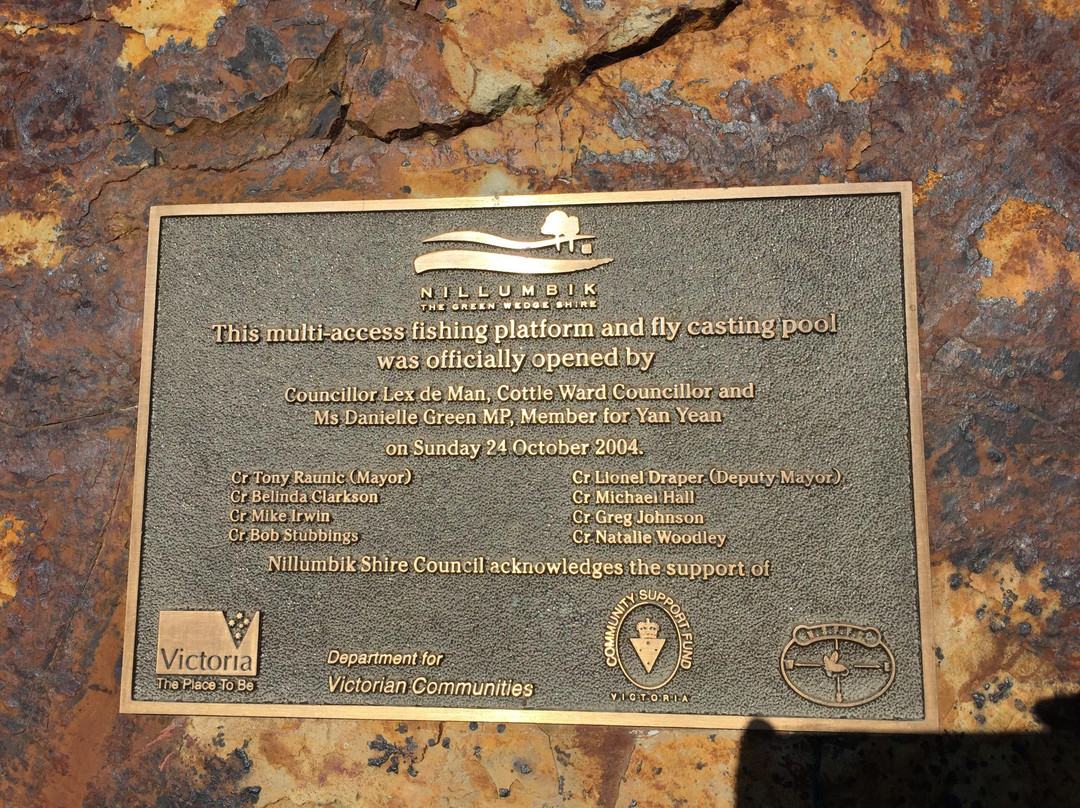 NILLUMBIK
THE GREEN WEDGE SHIRE
This multi-access fishing platform and fly casting pool
was officially opened by
Councillor Lex de Man, Cottle Ward Councillor and
Ms Danielle Green MP, Member for Yan Yean
on Sunday 24 October 2004.
Cr Tony Raunic (Mayor)
Cr Belinda Clarkson
Cr Mike Irwin
Cr Bob Stubbings
Cr Lionel Draper (Deputy Mayor)
Cr Michael Hall
Cr Greg Johnson
Cr Natalie Woodley
Nillumbik Shire Council acknowledges the support of
Victoria
The Place To Be
Department for
Victorian Communities
COMMUNITY SUPPORT FUND
VICTORIA